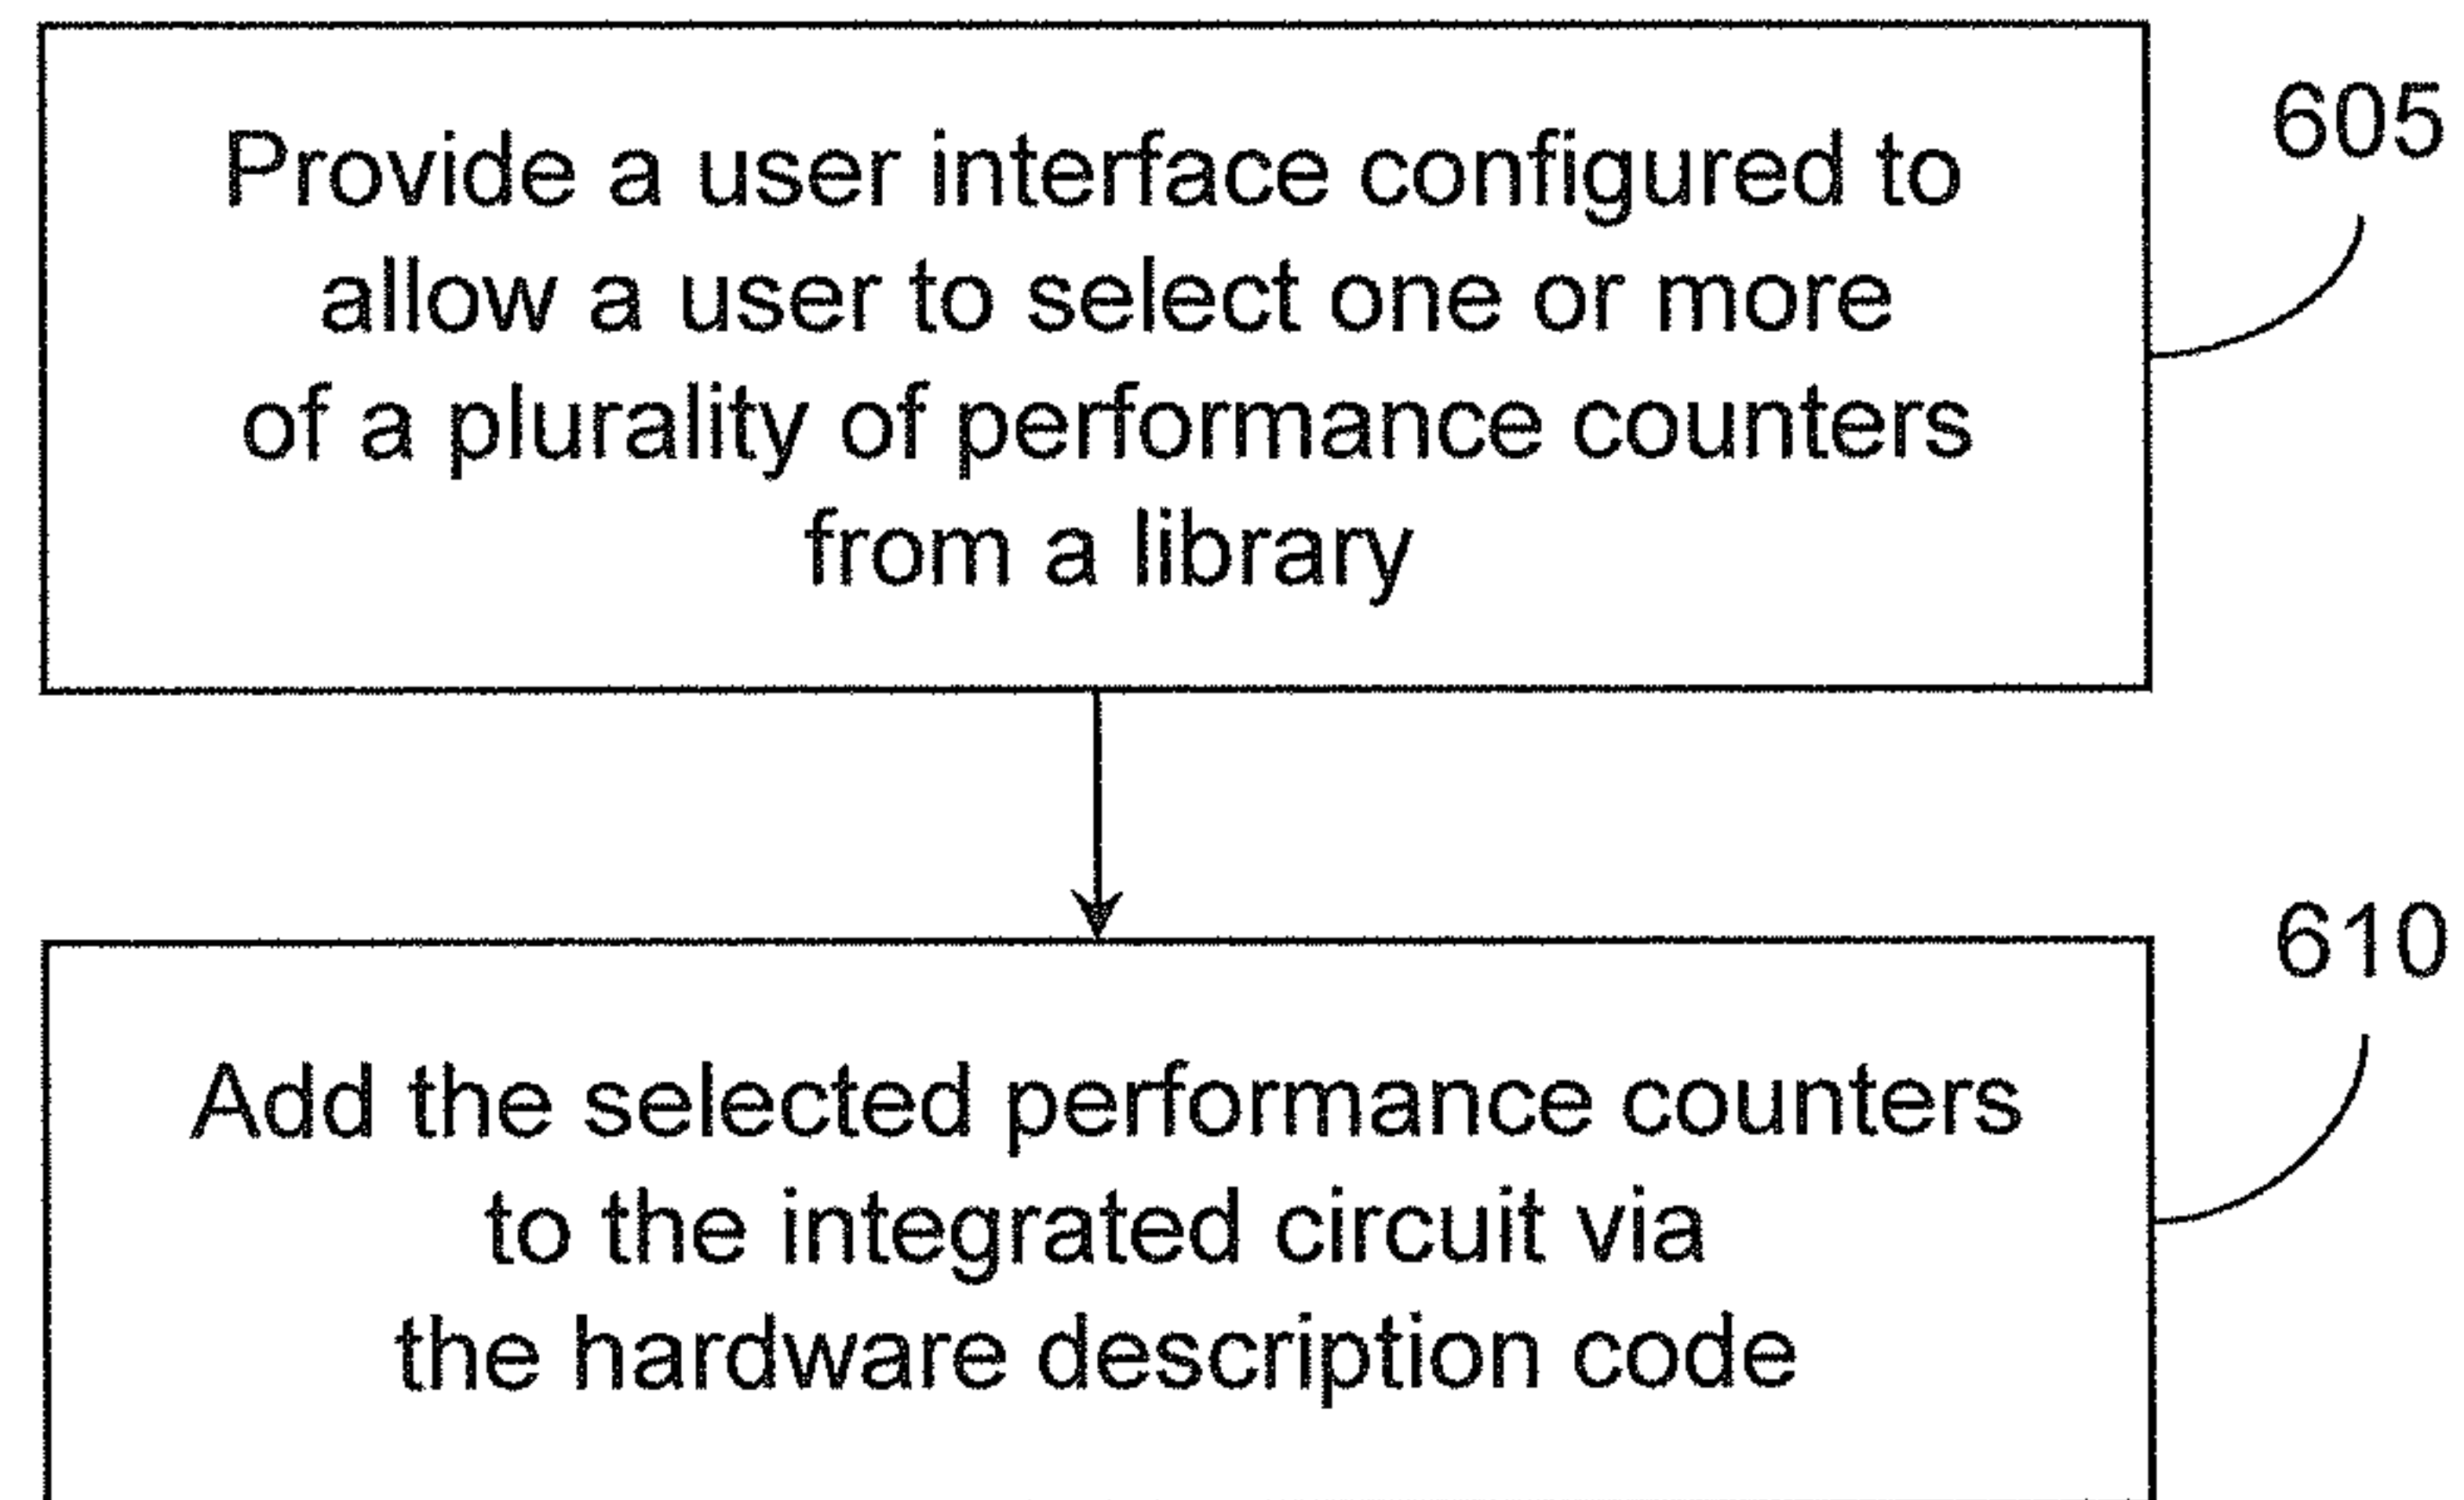 Provide a user interface configured to
allow a user to select one or more
of a plurality of performance counters
from a library
605
Add the selected performance counters
to the integrated circuit via
the hardware description code
610